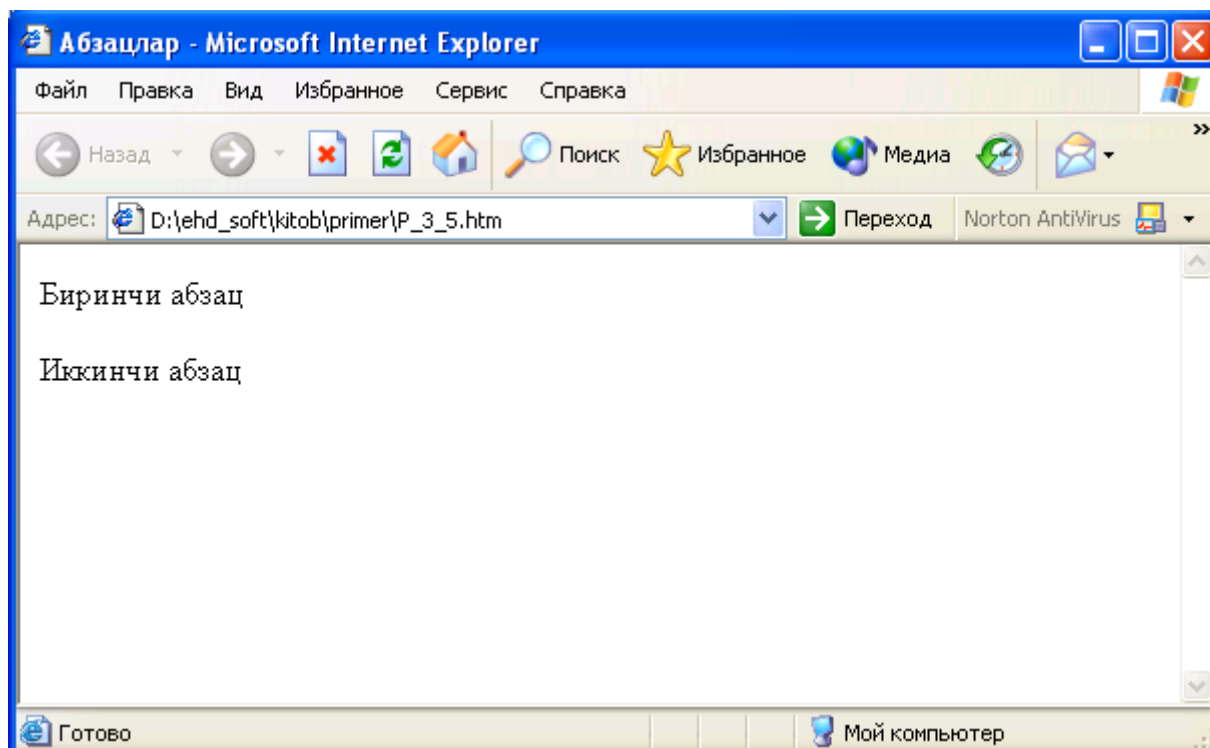 Абзацлар - Microsoft Internet Explorer
Файл Правка Вид Избранное Сервис Справка
Назад Поиск Избранное Медиа »
Адрес: D:\ehd_soft\kitob\primer\P_3_5.htm Переход Norton AntiVirus
Биринчи абзац
Иккинчи абзац
Готово Мой компьютер